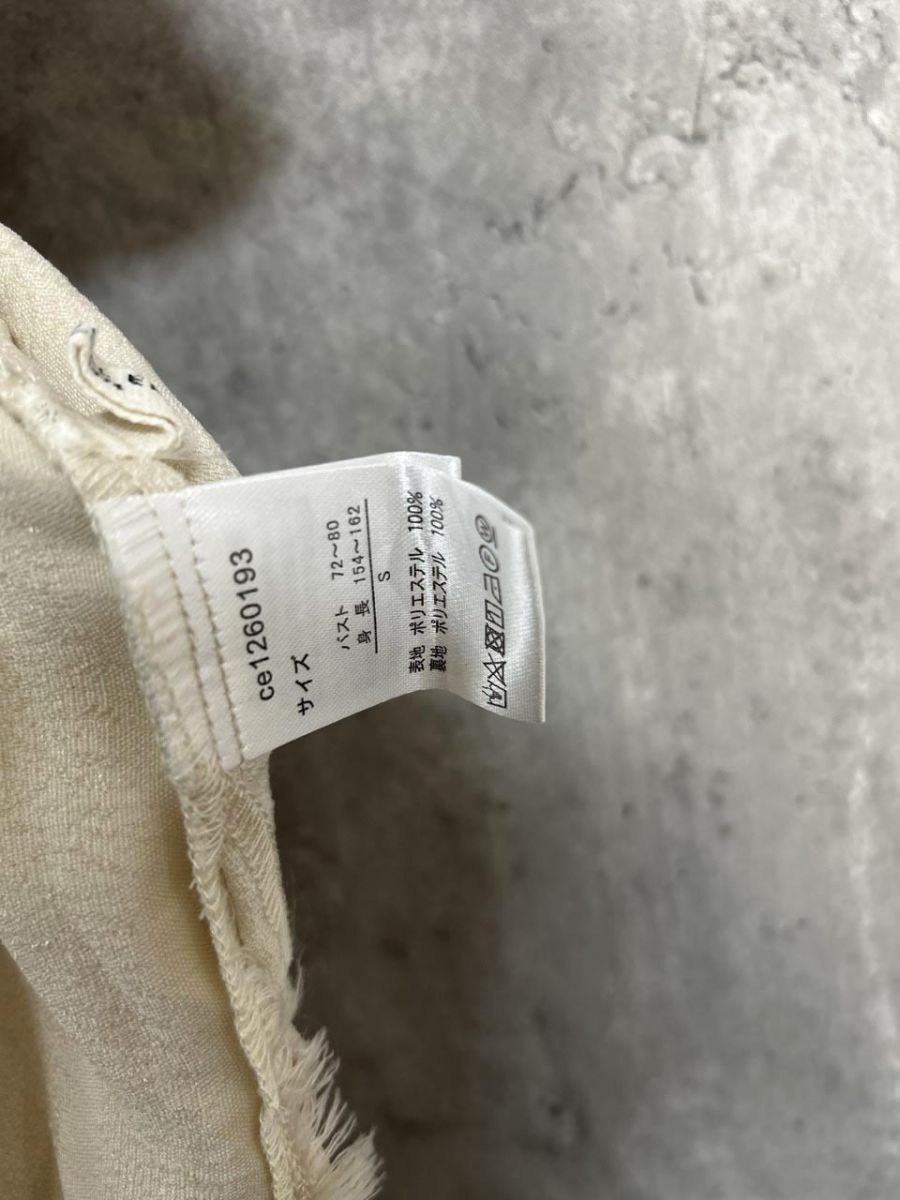 ce1260193
サイズ
バスト 72～80
身長 154～162
S
表地 ポリエステル 100%
裏地 ポリエステル 100%